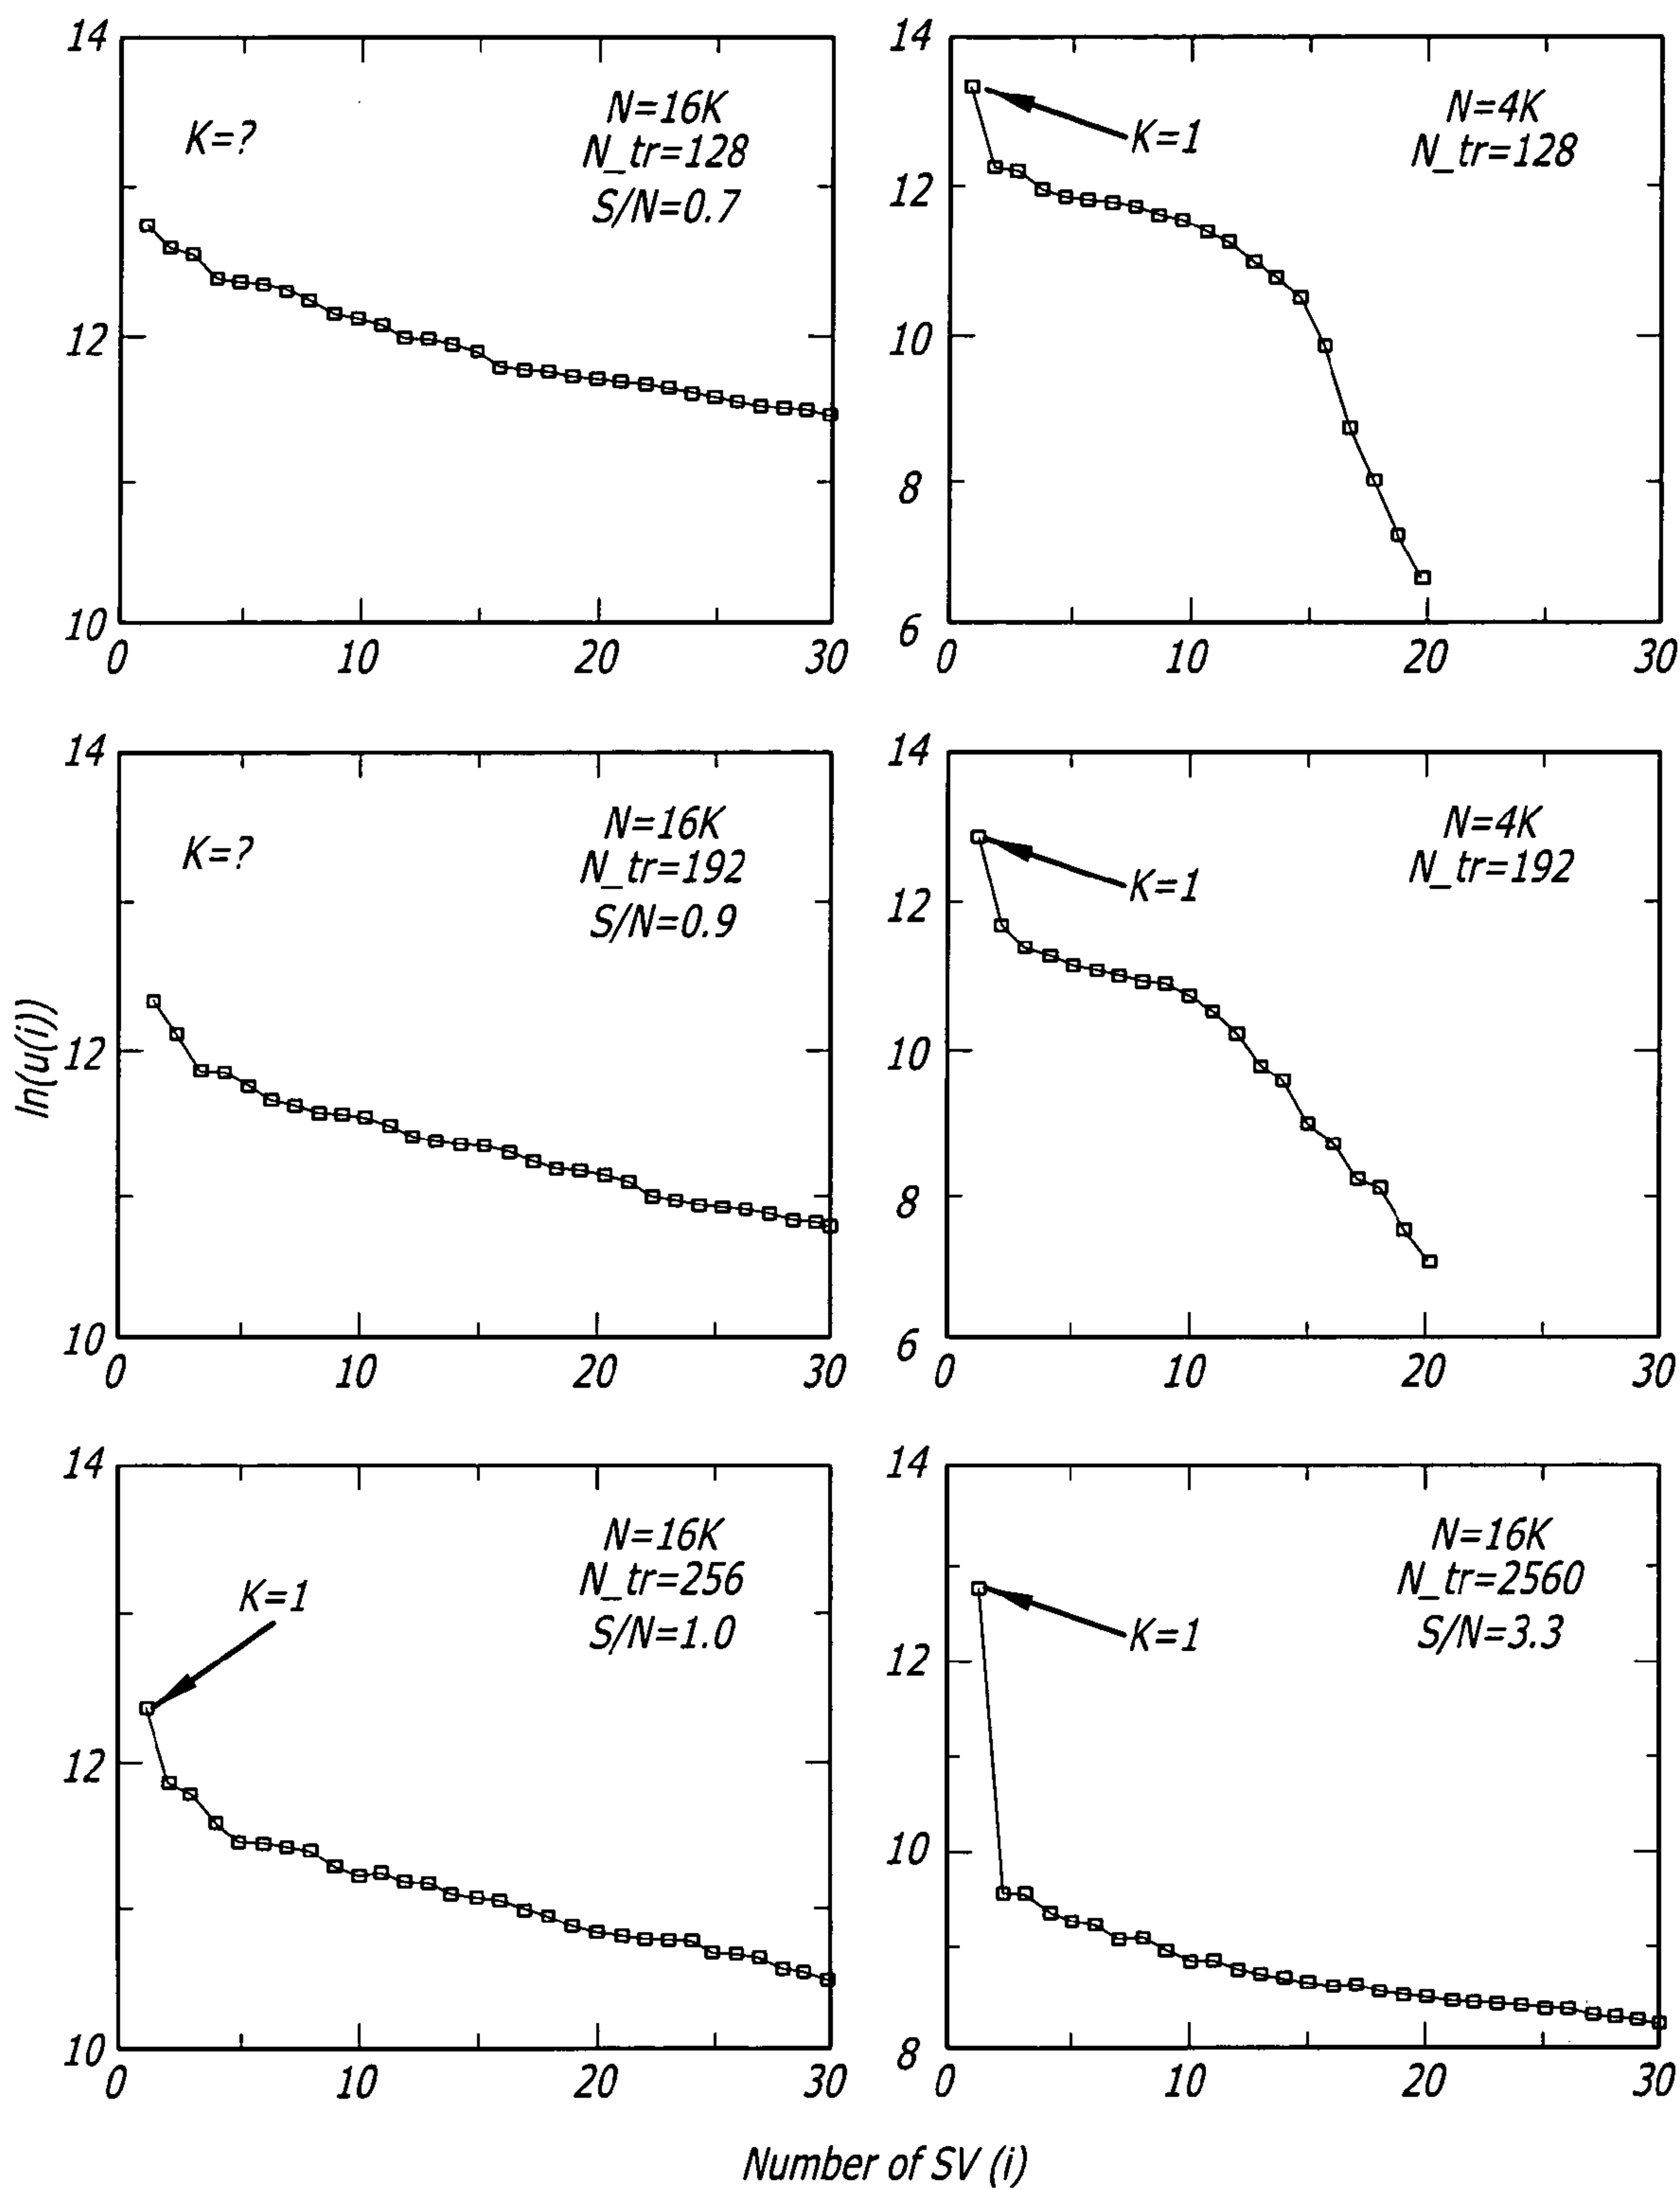 14
12
10
K=?
N=16K
N_tr=128
S/N=0.7
0 10 20 30
14
12
10
8
6
K=1
N=4K
N_tr=128
0 10 20 30
ln(u(i))
14
12
10
K=?
N=16K
N_tr=192
S/N=0.9
0 10 20 30
14
12
10
8
6
K=1
N=4K
N_tr=192
0 10 20 30
14
12
10
K=1
N=16K
N_tr=256
S/N=1.0
0 10 20 30
14
12
10
8
K=1
N=16K
N_tr=2560
S/N=3.3
0 10 20 30
Number of SV (i)